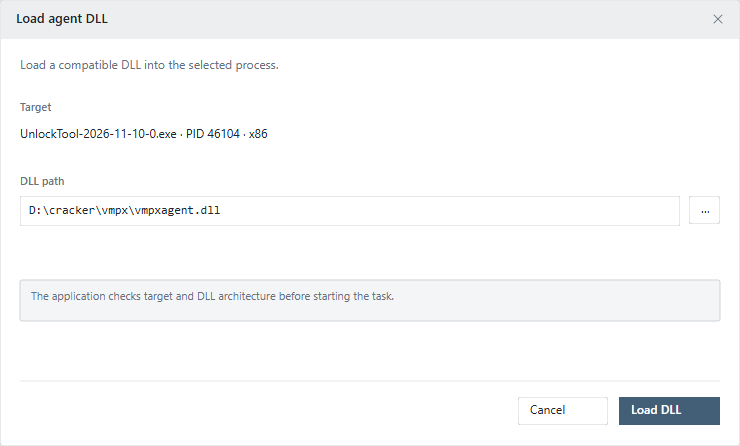 Load agent DLL
Load a compatible DLL into the selected process.
Target
UnlockTool-2026-11-10-0.exe · PID 46104 · x86
DLL path
D:\cracker\vmpx\vmpxagent.dll
...
The application checks target and DLL architecture before starting the task.
Cancel
Load DLL